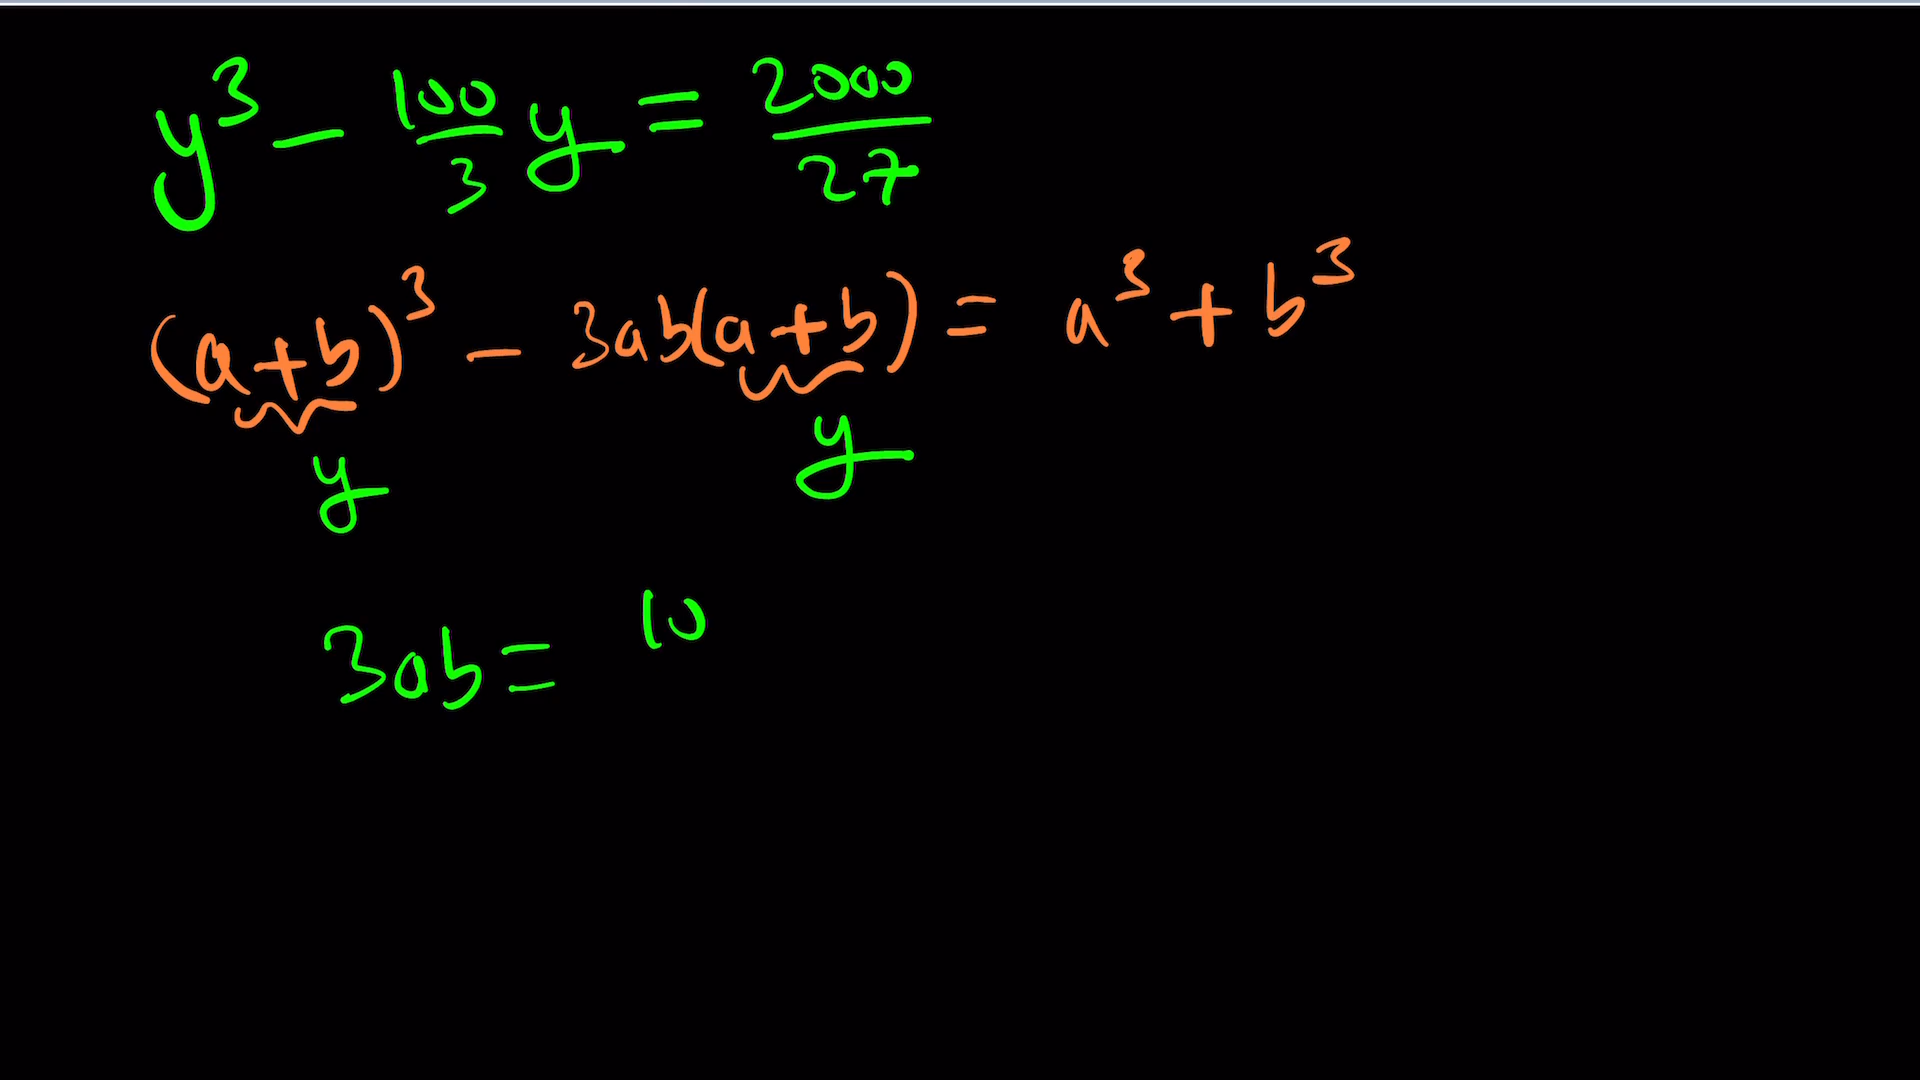 y³ - 100/3 y = 2000/27
(a+b)³ - 3ab(a+b) = a³ + b³
y y
3ab = 10